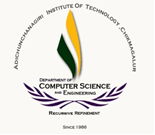 Adichunchanagiri Institute Of Technology ,Chikmagalur
Department of
Computer Science
and Engineering
Recursive Refinement
Since 1986